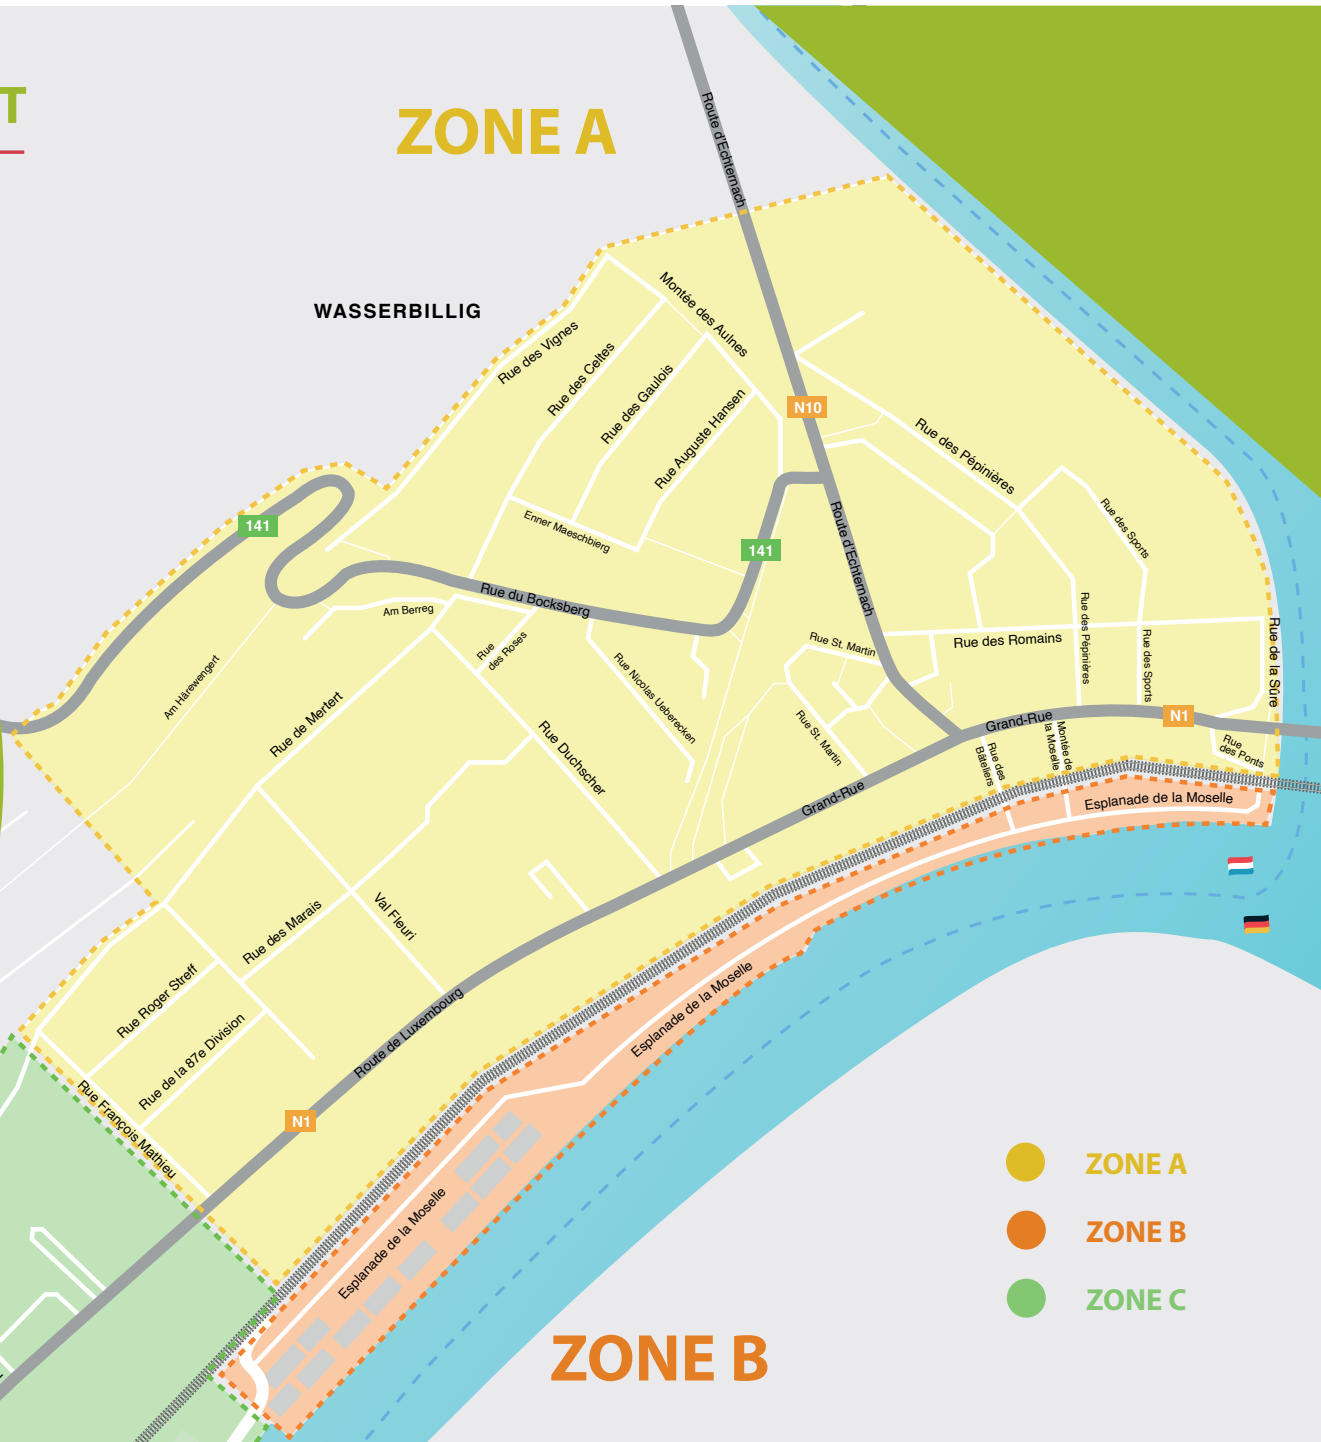 T
ZONE A
Route d'Echternach
WASSERBILLIG
Montée des Aulnes
Rue des Vignes
Rue des Celtes
Rue des Gaulois
Rue Auguste Hansen
N10
Rue des Pépinières
Rue des Sports
Enner Maeschbierg
141
141
Route d'Echternach
Rue du Bocksberg
Am Berreg
Rue
des Roses
Rue St. Martin
Rue des Romains
Rue des Pépinières
Rue des Sports
Rue de la Sûre
Am Härewengert
Rue de Mertert
Rue Nicolas Ueberecken
Rue Duchscher
Rue St. Martin
Grand-Rue
N1
Rue des
Bâteliers
Montée de
la Moselle
Rue
des Ponts
Grand-Rue
Esplanade de la Moselle
Rue des Marais
Val Fleuri
Rue Roger Streff
Rue de la 87e Division
Route de Luxembourg
Esplanade de la Moselle
Rue François Mathieu
N1
Esplanade de la Moselle
ZONE B
ZONE A
ZONE B
ZONE C